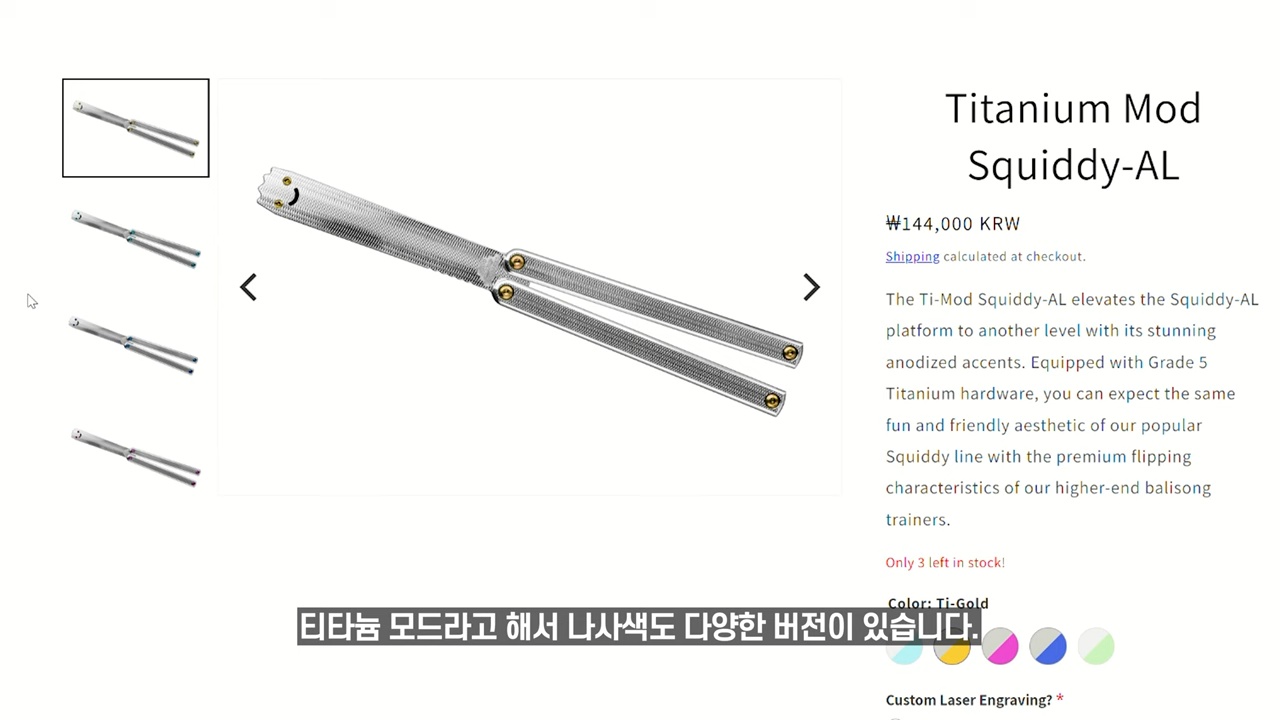 Titanium Mod
Squiddy-AL
₩144,000 KRW
Shipping calculated at checkout.
The Ti-Mod Squiddy-AL elevates the Squiddy-AL
platform to another level with its stunning
anodized accents. Equipped with Grade 5
Titanium hardware, you can expect the same
fun and friendly aesthetic of our popular
Squiddy line with the premium flipping
characteristics of our higher-end balisong
trainers.
Only 3 left in stock!
Color: Ti-Gold
티타늄 모드라고 해서 나사색도 다양한 버전이 있습니다.
Custom Laser Engraving? *